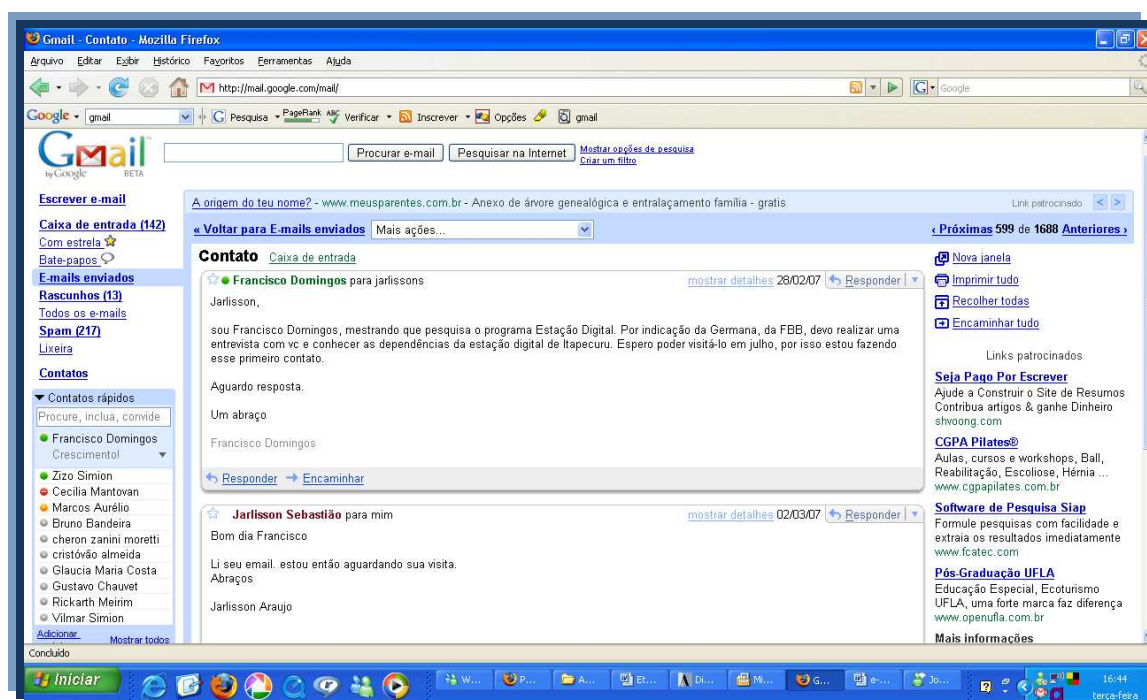 Gmail - Contato - Mozilla Firefox
Arquivo Editar Exibir Histórico Favoritos Ferramentas Ajuda
http://mail.google.com/mail/
Google
Google gmail Pesquisa PageRank ABC Verificar Inscrever Opções gmail
Gmail
by Google BETA
Procurar e-mail Pesquisar na Internet Mostrar opções de pesquisa
Criar um filtro
Escrever e-mail
Caixa de entrada (142)
Com estrela
Bate-papos
E-mails enviados
Rascunhos (13)
Todos os e-mails
Spam (217)
Lixeira
Contatos
Contatos rápidos
Procure, inclua, convide
Francisco Domingos
Crescimento!
Zizo Simion
Cecilia Mantovan
Marcos Aurélio
Bruno Bandeira
cheron zanini moretti
cristóvão almeida
Glaucia Maria Costa
Gustavo Chauvet
Rickarth Meirim
Vilmar Simion
Adicionar Mostrar todos
A origem do teu nome? - www.meusparentes.com.br - Anexo de árvore genealógica e entralaçamento família - gratis
Link patrocinado < >
« Voltar para E-mails enviados Mais ações...
‹ Próximas 599 de 1688 Anteriores ›
Contato Caixa de entrada
Francisco Domingos para jarlissons mostrar detalhes 28/02/07 Responder
Jarlisson,
sou Francisco Domingos, mestrando que pesquisa o programa Estação Digital. Por indicação da Germana, da FBB, devo realizar uma
entrevista com vc e conhecer as dependências da estação digital de Itapecuru. Espero poder visitá-lo em julho, por isso estou fazendo
esse primeiro contato.
Aguardo resposta.
Um abraço
Francisco Domingos
Responder Encaminhar
Jarlisson Sebastião para mim mostrar detalhes 02/03/07 Responder
Bom dia Francisco
Li seu email. estou então aguardando sua visita.
Abraços
Jarlisson Araujo
Nova janela
Imprimir tudo
Recolher todas
Encaminhar tudo
Links patrocinados
Seja Pago Por Escrever
Ajude a Construir o Site de Resumos
Contribua artigos & ganhe Dinheiro
shvoong.com
CGPA Pilates®
Aulas, cursos e workshops, Ball,
Reabilitação, Escoliose, Hérnia ...
www.cgpapilates.com.br
Software de Pesquisa Siap
Formule pesquisas com facilidade e
extraia os resultados imediatamente
www.fcatec.com
Pós-Graduação UFLA
Educação Especial, Ecoturismo
UFLA, uma forte marca faz diferença
www.openufla.com.br
Mais informações
Concluído
Iniciar W... P... A... Et... Di... Mi... G... e-... Jo... 16:44
terça-feira